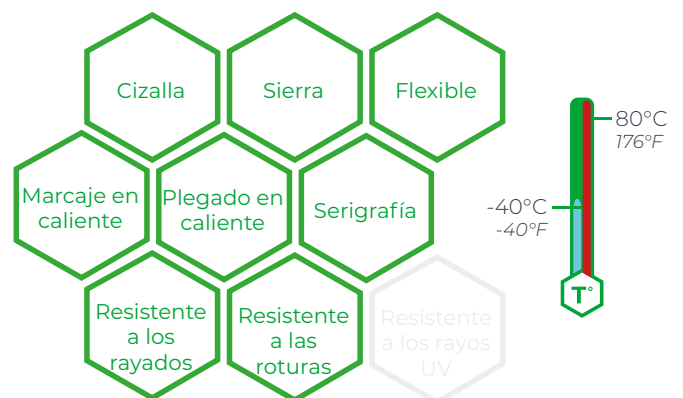 Cizalla
Sierra
Flexible
Marcaje en
caliente
Plegado en
caliente
Serigrafía
Resistente
a los
rayados
Resistente
a las
roturas
Resistente
a los rayos
UV
80°C
176°F
-40°C
-40°F
T°